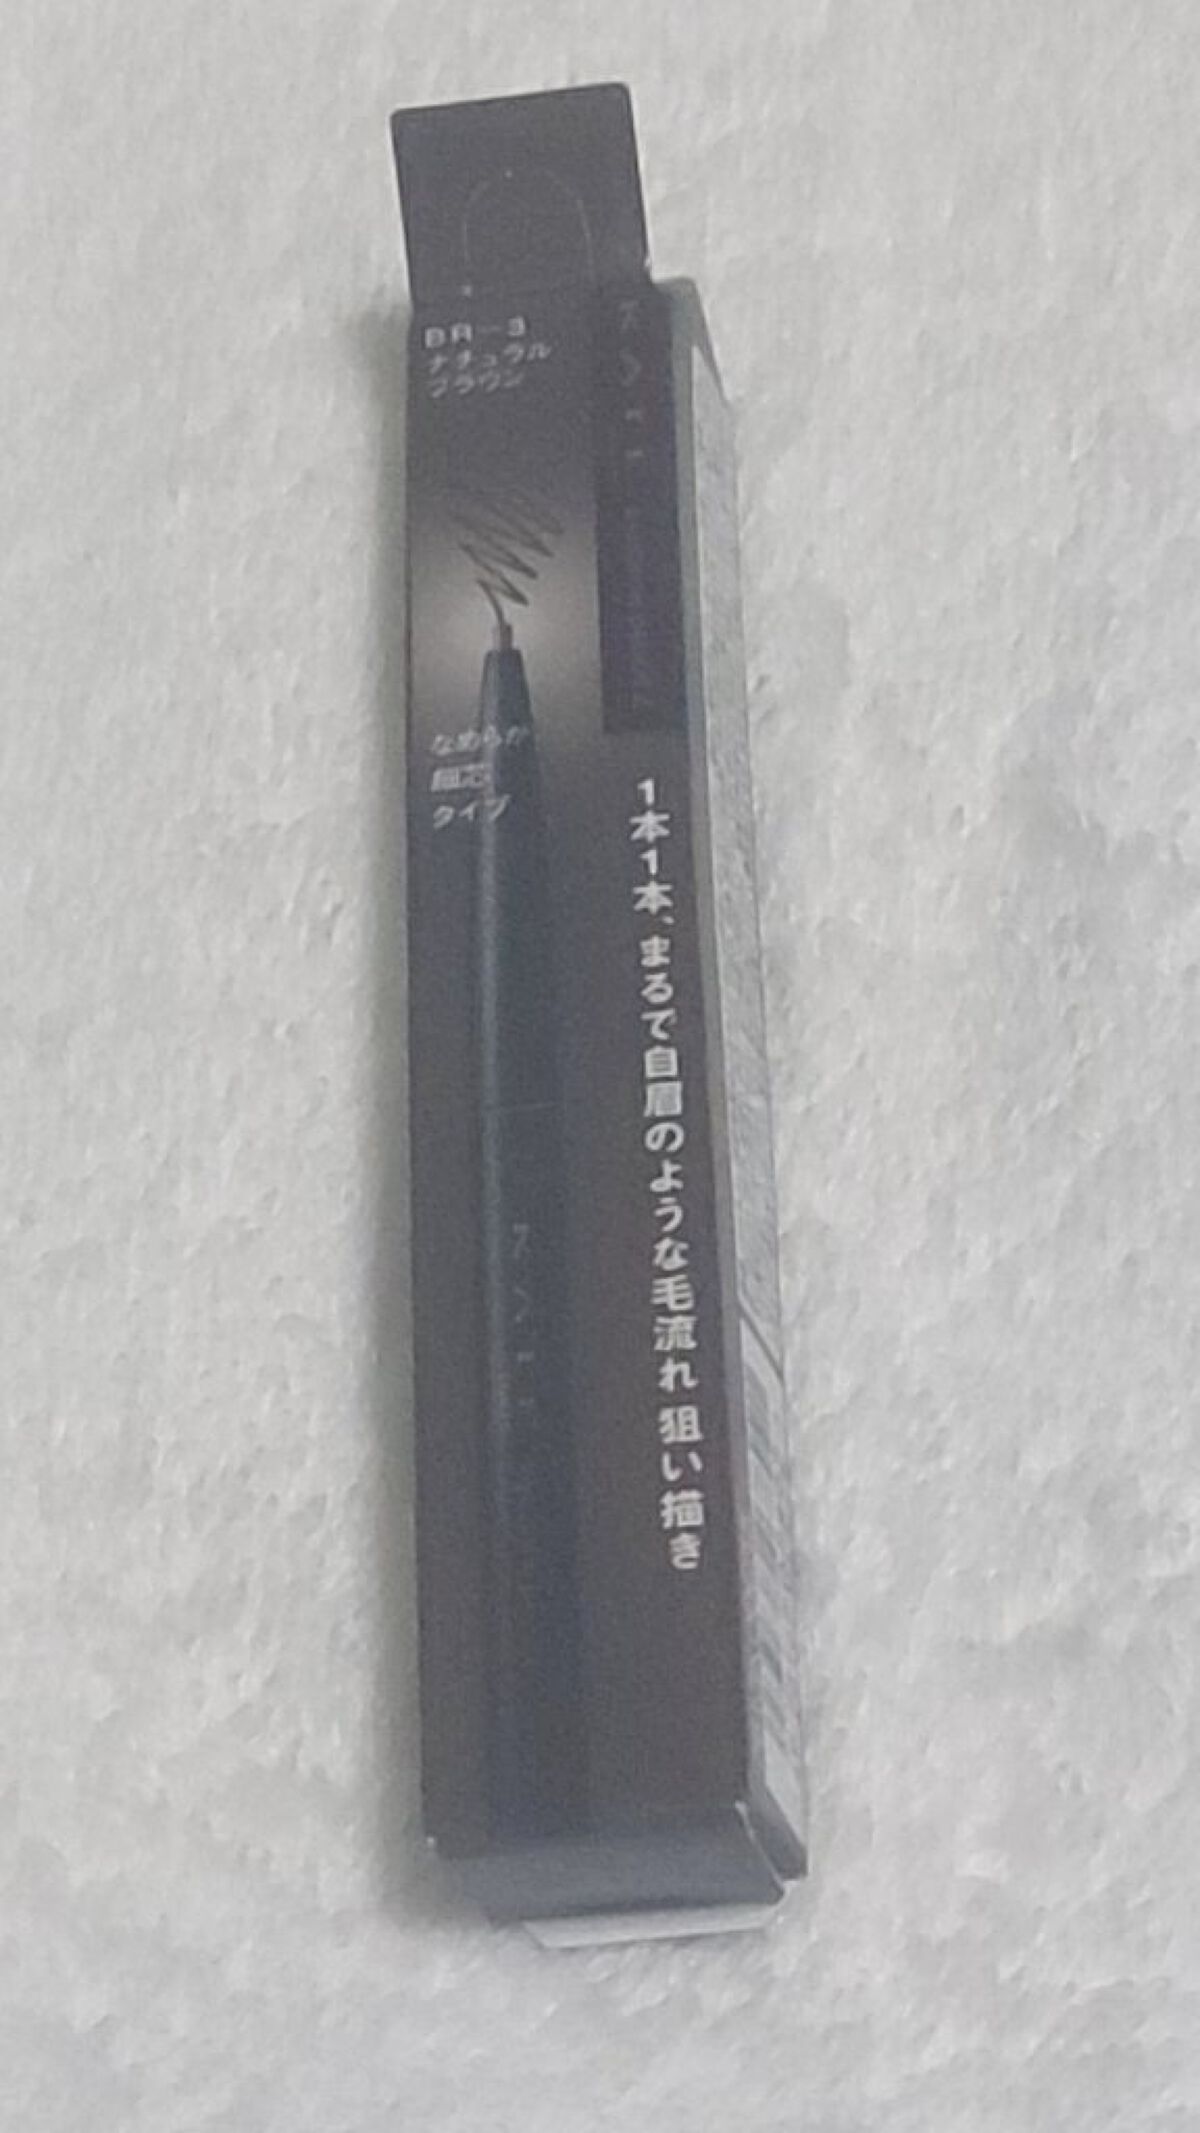 BR-3
ナチュラル
ブラウン
なめらか
細芯
タイプ
1本1本、まるで自眉のような毛流れ 狙い描き